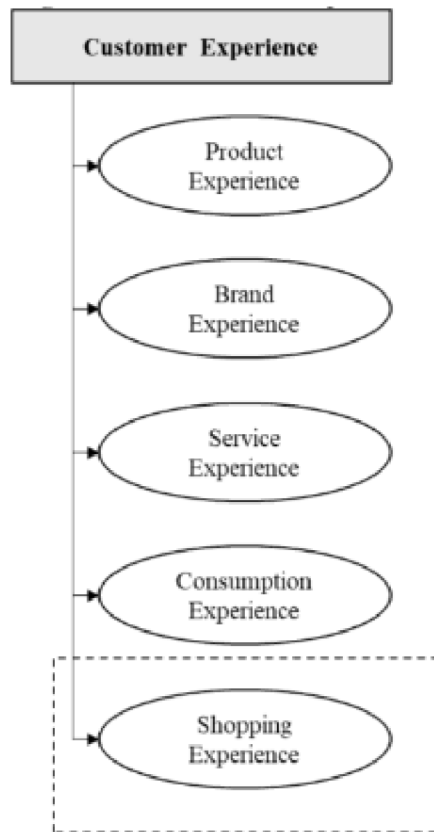 Customer Experience
Product
Experience
Brand
Experience
Service
Experience
Consumption
Experience
Shopping
Experience